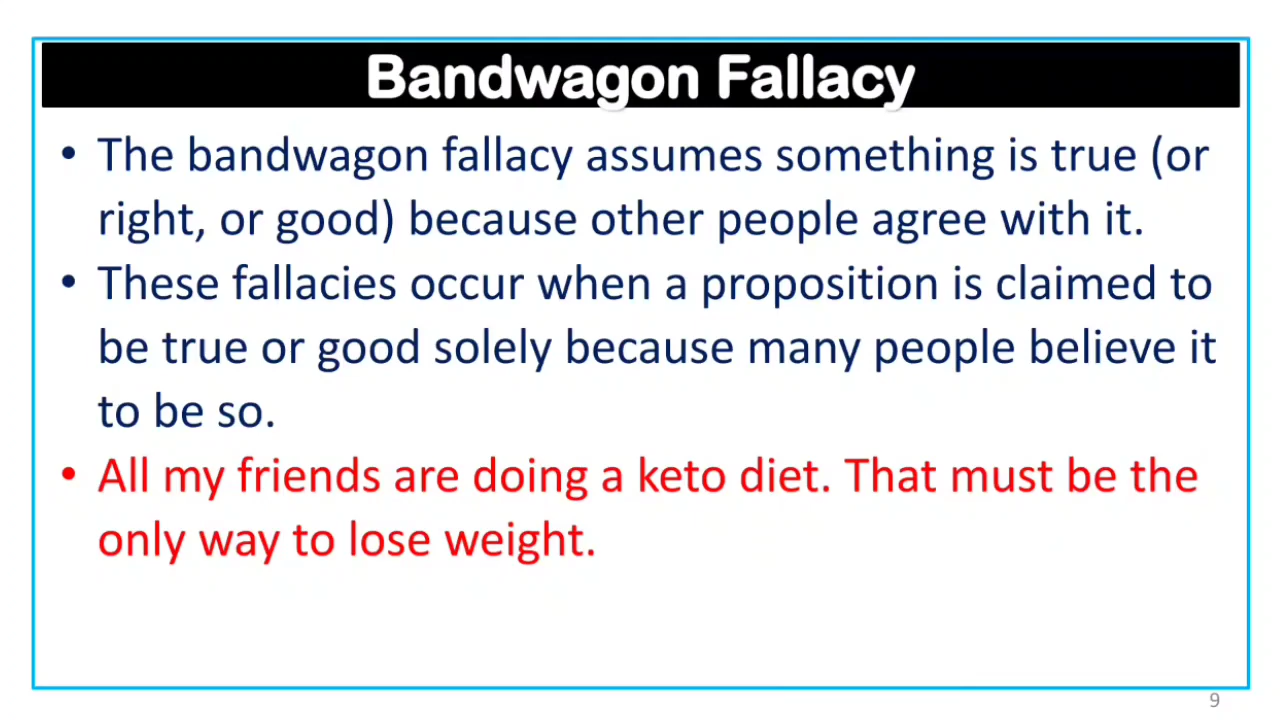 Bandwagon Fallacy
• The bandwagon fallacy assumes something is true (or
right, or good) because other people agree with it.
• These fallacies occur when a proposition is claimed to
be true or good solely because many people believe it
to be so.
• All my friends are doing a keto diet. That must be the
only way to lose weight.
9